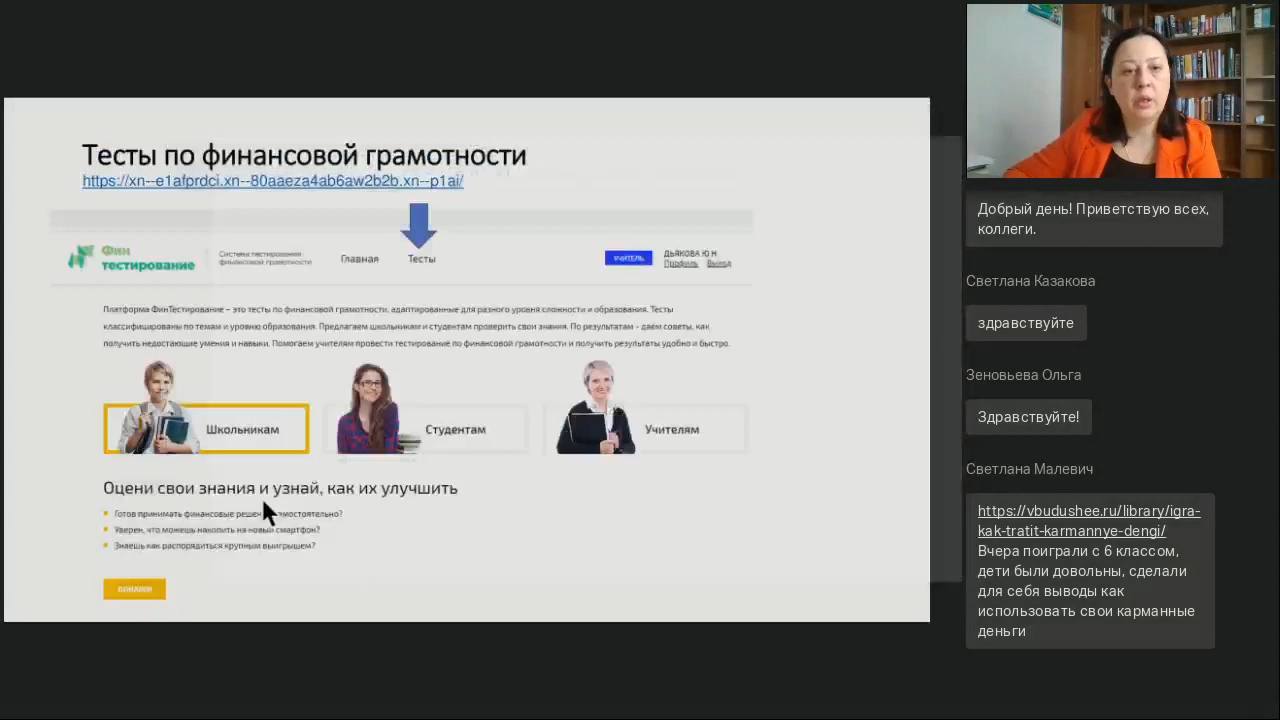 Тесты по финансовой грамотности
https://xn--e1afprdci.xn--80aaeza4ab6aw2b2b.xn--p1ai/
Фин
тестирование
Система тестирования
финансовой грамотности
Главная
Тесты
УЧИТЕЛЬ
ДЬЯКОВА Ю Н
Профиль Выход
Платформа ФинТестирование – это тесты по финансовой грамотности, адаптированные для разного уровня сложности и образования. Тесты
классифицированы по темам и уровню образования. Предлагаем школьникам и студентам проверить свои знания. По результатам – даем советы, как
получить недостающие умения и навыки. Помогаем учителям провести тестирование по финансовой грамотности и получить результаты удобно и быстро.
Школьникам
Студентам
Учителям
Оцени свои знания и узнай, как их улучшить
Готов принимать финансовые самостоятельно?
Уверен, что можешь накопить на новый смартфон?
Знаешь как распорядиться крупным выигрышем?
Добрый день! Приветствую всех,
коллеги.
Светлана Казакова
здравствуйте
Зеновьева Ольга
Здравствуйте!
Светлана Малевич
https://vbudushee.ru/library/igra-
kak-tratit-karmannye-dengi/
Вчера поиграли с 6 классом,
дети были довольны, сделали
для себя выводы как
использовать свои карманные
деньги